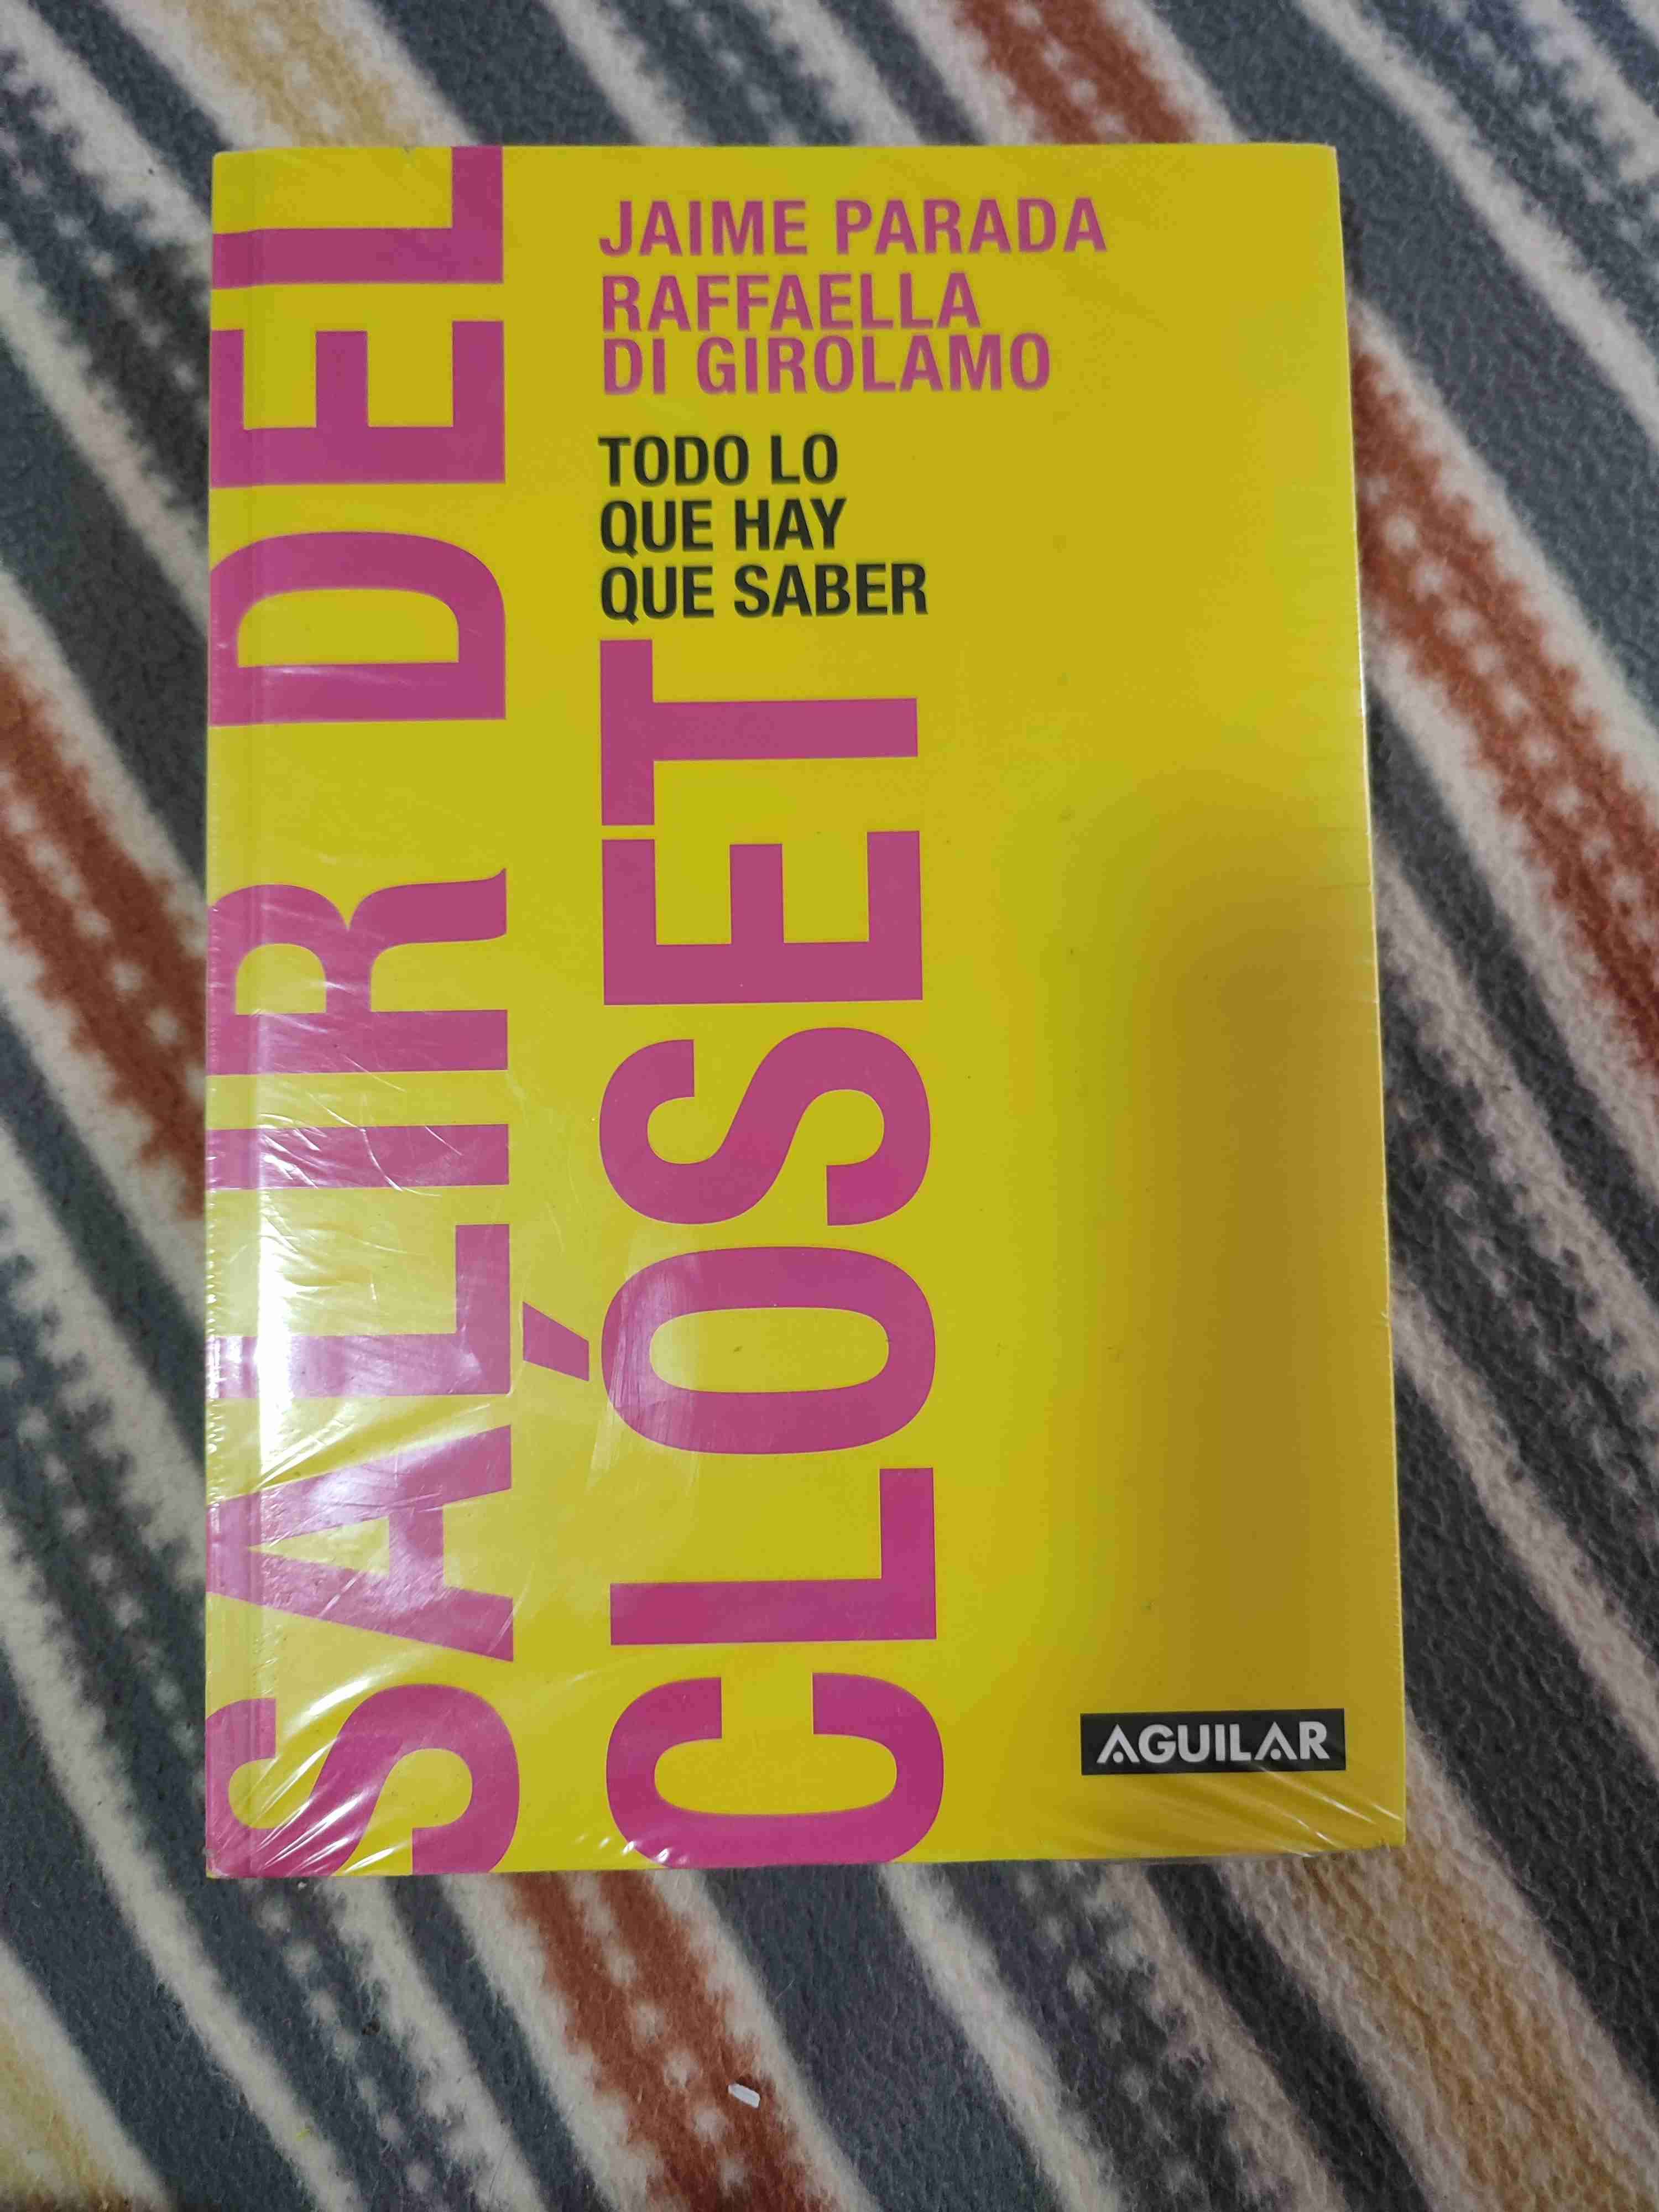 SALIR DEL
CLÓSET
JAIME PARADA
RAFFAELLA
DI GIROLAMO
TODO LO
QUE HAY
QUE SABER
AGUILAR